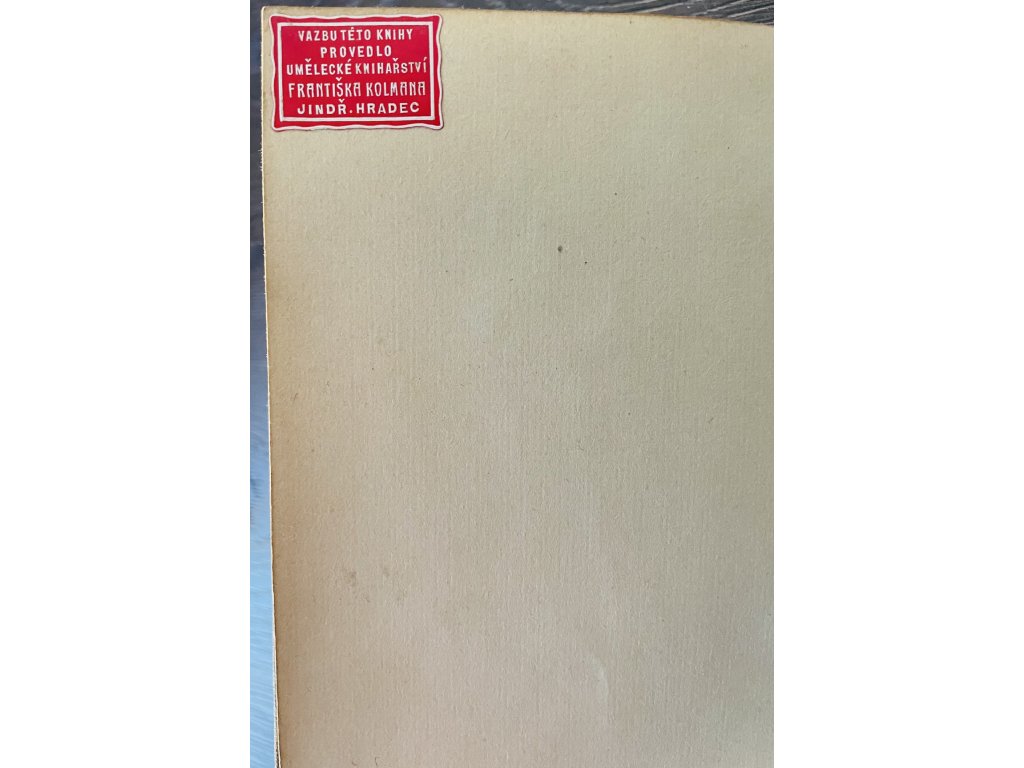 VAZBU TÉTO KNIHY
PROVEDLO
UMĚLECKÉ KNIHAŘSTVÍ
FRANTIŠKA KOLMANA
JINDŘ. HRADEC